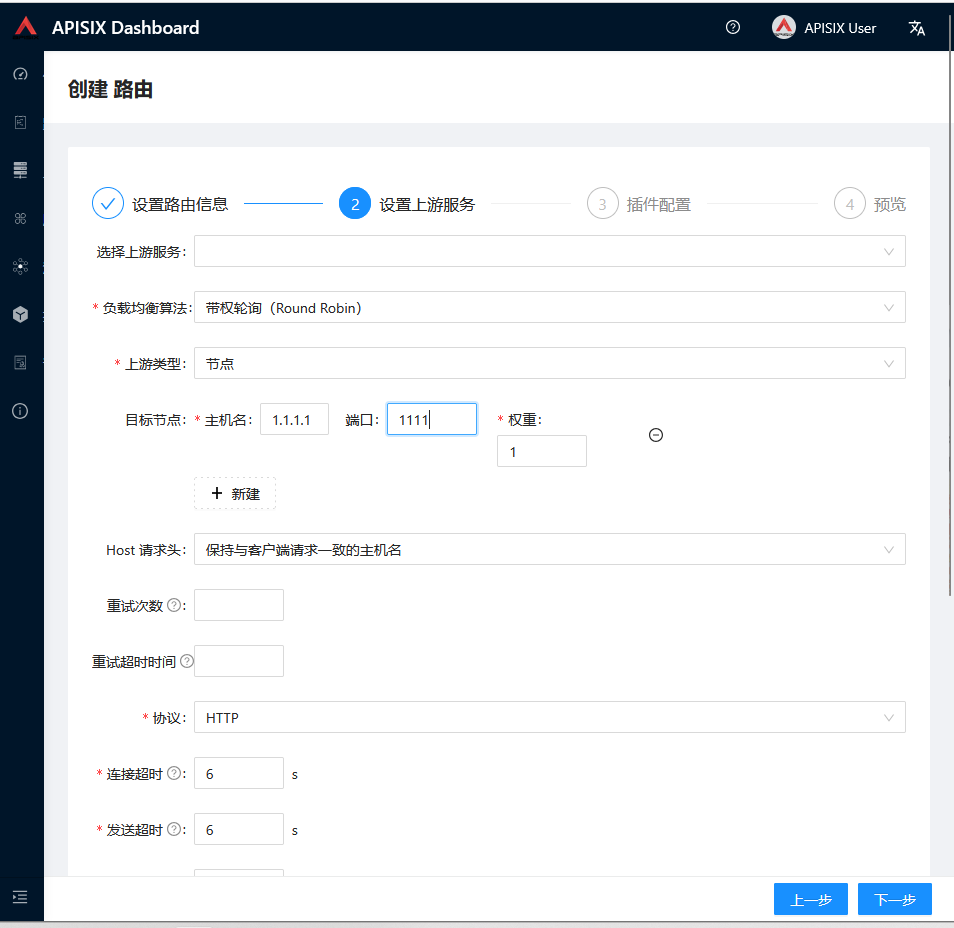 APISIX Dashboard
APISIX User
创建 路由
设置路由信息
2 设置上游服务
3 插件配置
4 预览
选择上游服务:
* 负载均衡算法: 带权轮询（Round Robin）
* 上游类型: 节点
目标节点: * 主机名: 1.1.1.1 端口: 1111 * 权重:
1
+ 新建
Host 请求头: 保持与客户端请求一致的主机名
重试次数 ? :
重试超时时间 ?
* 协议: HTTP
* 连接超时 ? : 6 s
* 发送超时 ? : 6 s
上一步 下一步